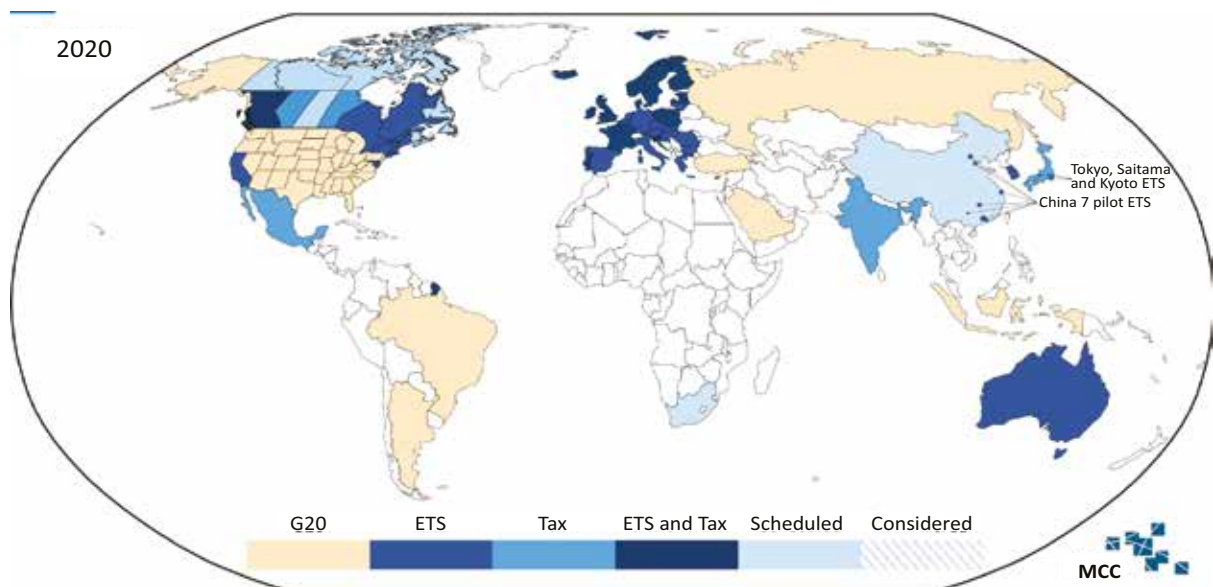 2020
Tokyo, Saitama
and Kyoto ETS
China 7 pilot ETS
G20 ETS Tax ETS and Tax Scheduled Considered
MCC